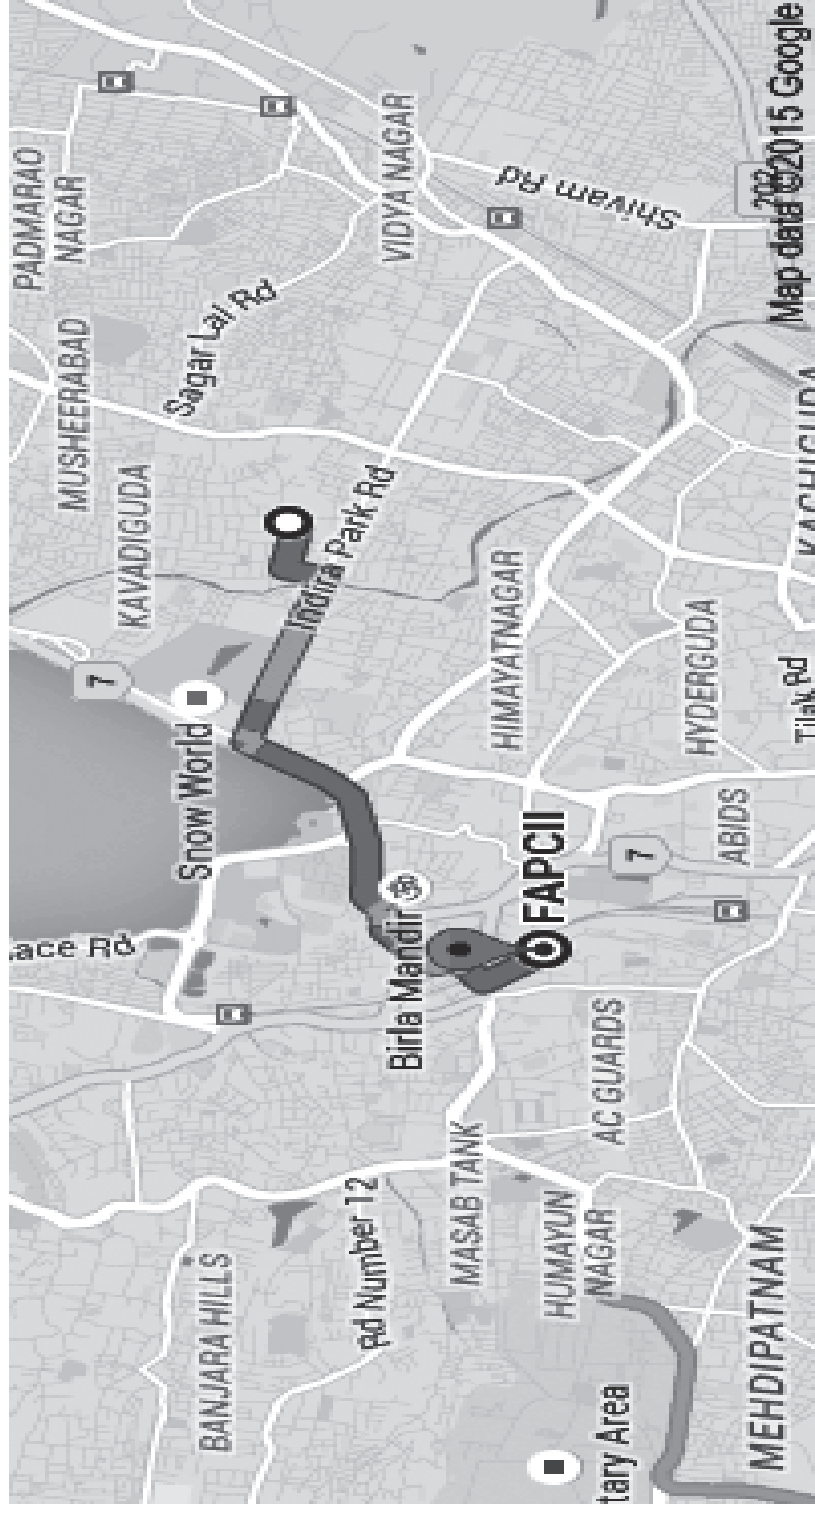 PADMARAO
NAGAR
ace Rd
MUSHEERABAD
7
KAVADIGUDA
Snow World
BANJARA HILLS
Sagar Lal Rd
Indira Park Rd
Rd Number 12
Birla Mandir
VIDYA NAGAR
MASAB TANK
HIMAYATNAGAR
FAPCII
HUMAYUN
NAGAR
AC GUARDS
tary Area
7
Shivam Rd
HYDERGUDA
ABIDS
MEHDIPATNAM
202
Tilak Rd
KACHIGUDA
Map data ©2015 Google